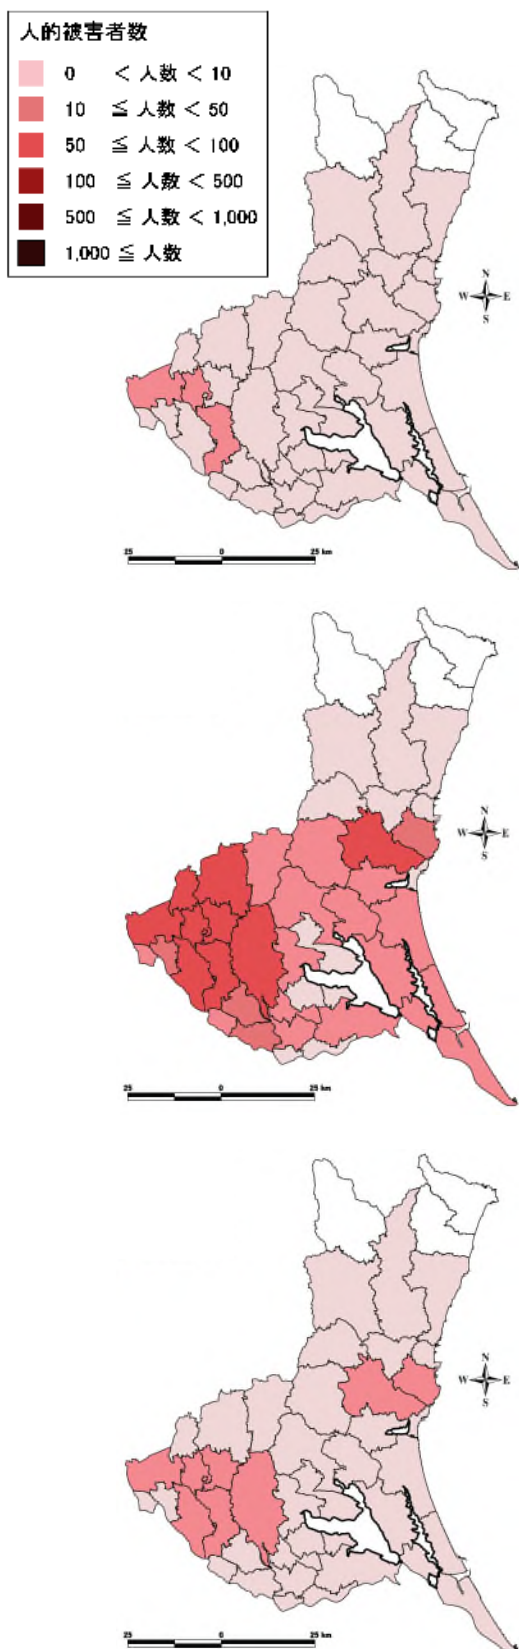 人的被害者数
0 < 人数 < 10
10 ≦ 人数 < 50
50 ≦ 人数 < 100
100 ≦ 人数 < 500
500 ≦ 人数 < 1,000
1,000 ≦ 人数
N
W E
S
25 0 25 km
N
W E
S
25 0 25 km
N
W E
S
25 0 25 km